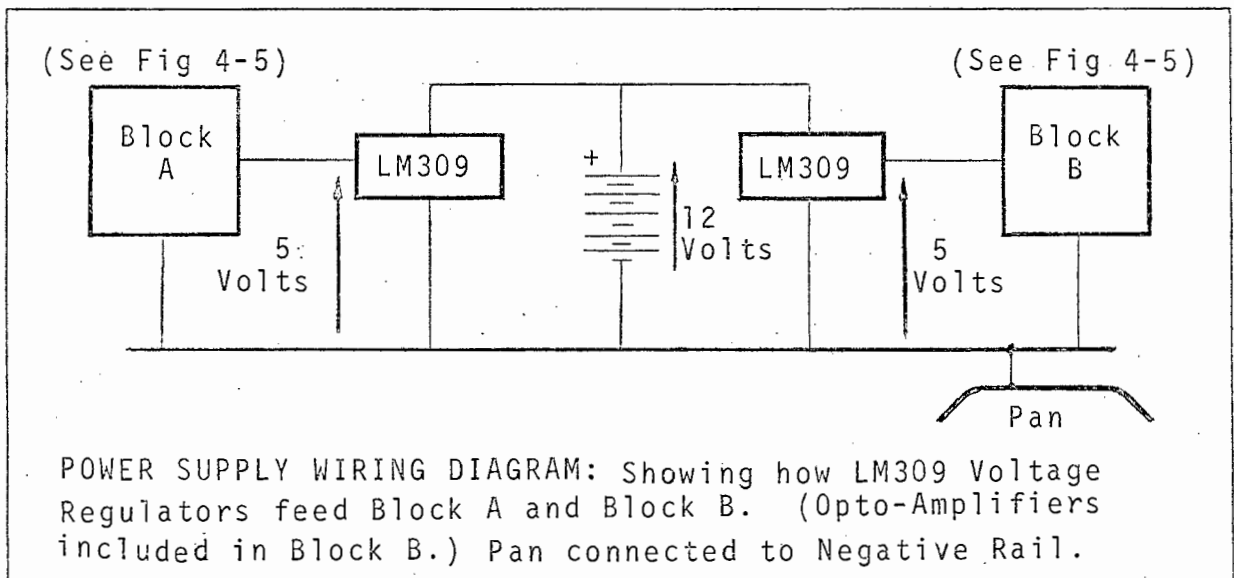 (See Fig 4-5)
(See Fig 4-5)
Block
A
LM309
+
12
Volts
LM309
Block
B
5
Volts
5
Volts
Pan
POWER SUPPLY WIRING DIAGRAM: Showing how LM309 Voltage
Regulators feed Block A and Block B. (Opto-Amplifiers
included in Block B.) Pan connected to Negative Rail.